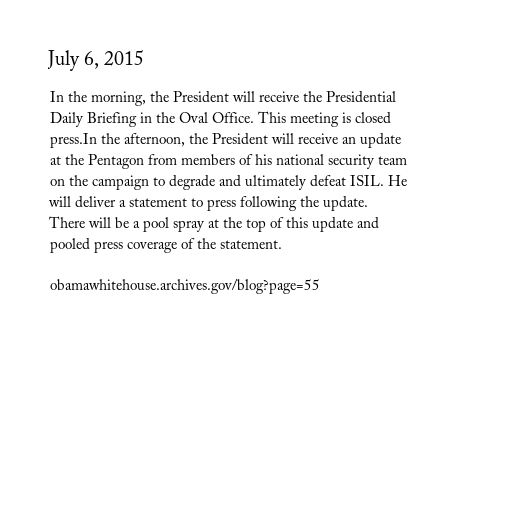 July 6, 2015
In the morning, the President will receive the Presidential
Daily Briefing in the Oval Office. This meeting is closed
press.In the afternoon, the President will receive an update
at the Pentagon from members of his national security team
on the campaign to degrade and ultimately defeat ISIL. He
will deliver a statement to press following the update.
There will be a pool spray at the top of this update and
pooled press coverage of the statement.
obamawhitehouse.archives.gov/blog?page=55